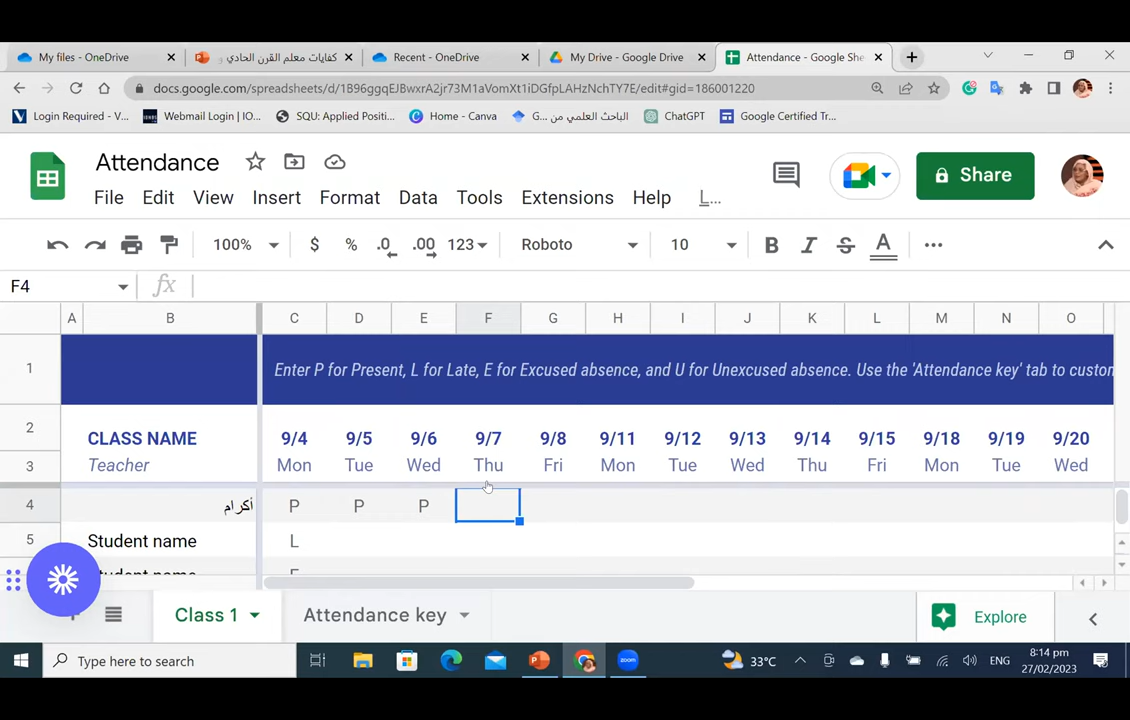 My files - OneDrive
كفايات معلم القرن الحادي و
Recent - OneDrive
My Drive - Google Drive
Attendance - Google She
docs.google.com/spreadsheets/d/1B96ggqEJBwxrA2jr73M1aVomXt1iDGfpLAHzNchTY7E/edit#gid=186001220
Login Required - V...
Webmail Login | IO...
SQU: Applied Positi...
Home - Canva
الباحث العلمي من G...
ChatGPT
Google Certified Tr...
Attendance
Share
File Edit View Insert Format Data Tools Extensions Help L...
100% $ % .0 .00 123 Roboto 10 B I S A
F4 fx
A B C D E F G H I J K L M N O
1 Enter P for Present, L for Late, E for Excused absence, and U for Unexcused absence. Use the 'Attendance key' tab to custom
2 CLASS NAME 9/4 9/5 9/6 9/7 9/8 9/11 9/12 9/13 9/14 9/15 9/18 9/19 9/20
3 Teacher Mon Tue Wed Thu Fri Mon Tue Wed Thu Fri Mon Tue Wed
4 أكرام P P P
5 Student name L
Student name E
Class 1 Attendance key Explore
Type here to search
33°C
ENG
8:14 pm
27/02/2023